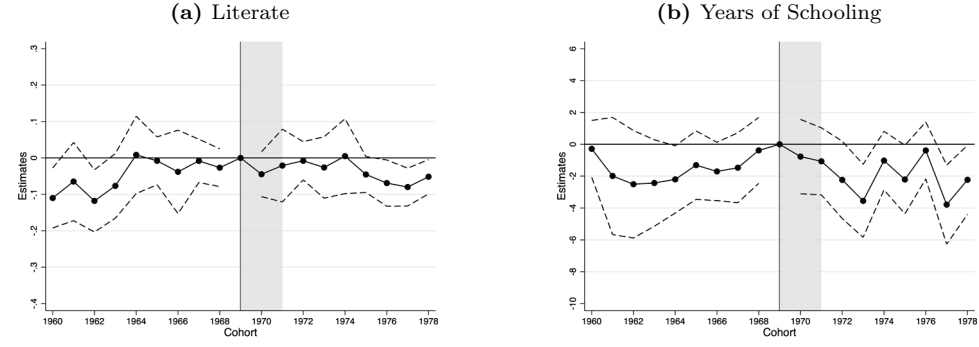 (a) Literate
.3
.2
.1
0
-.1
-.2
-.3
-.4
Estimates
1960 1962 1964 1966 1968 1970 1972 1974 1976 1978
Cohort
(b) Years of Schooling
6
4
2
0
-2
-4
-6
-8
-10
Estimates
1960 1962 1964 1966 1968 1970 1972 1974 1976 1978
Cohort